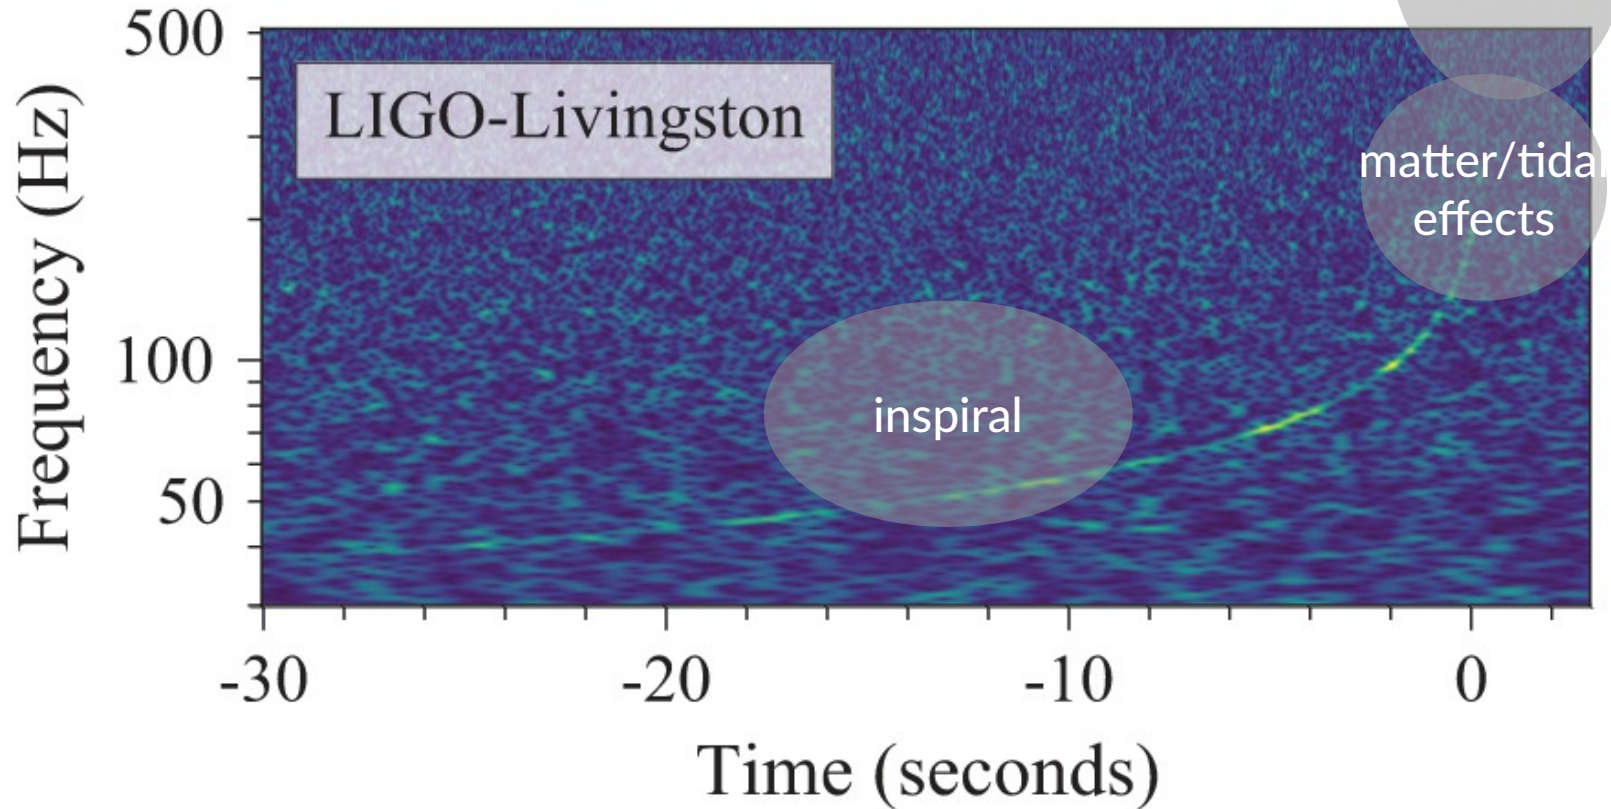 500
LIGO-Livingston
matter/tidal
effects
Frequency (Hz)
100
inspiral
50
-30
-20
-10
0
Time (seconds)